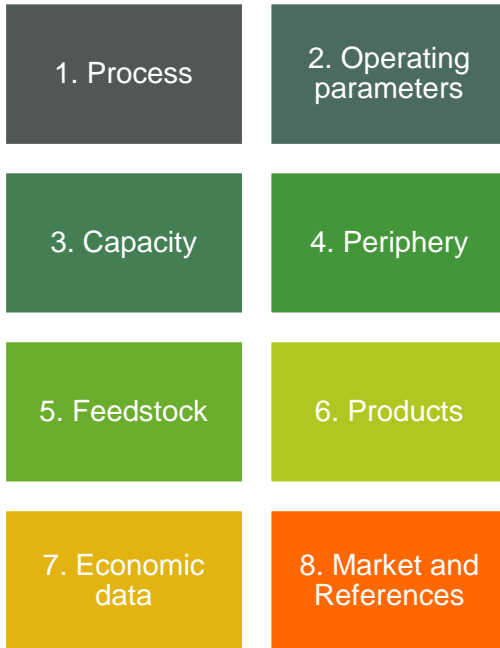 1. Process
2. Operating
parameters
3. Capacity
4. Periphery
5. Feedstock
6. Products
7. Economic
data
8. Market and
References